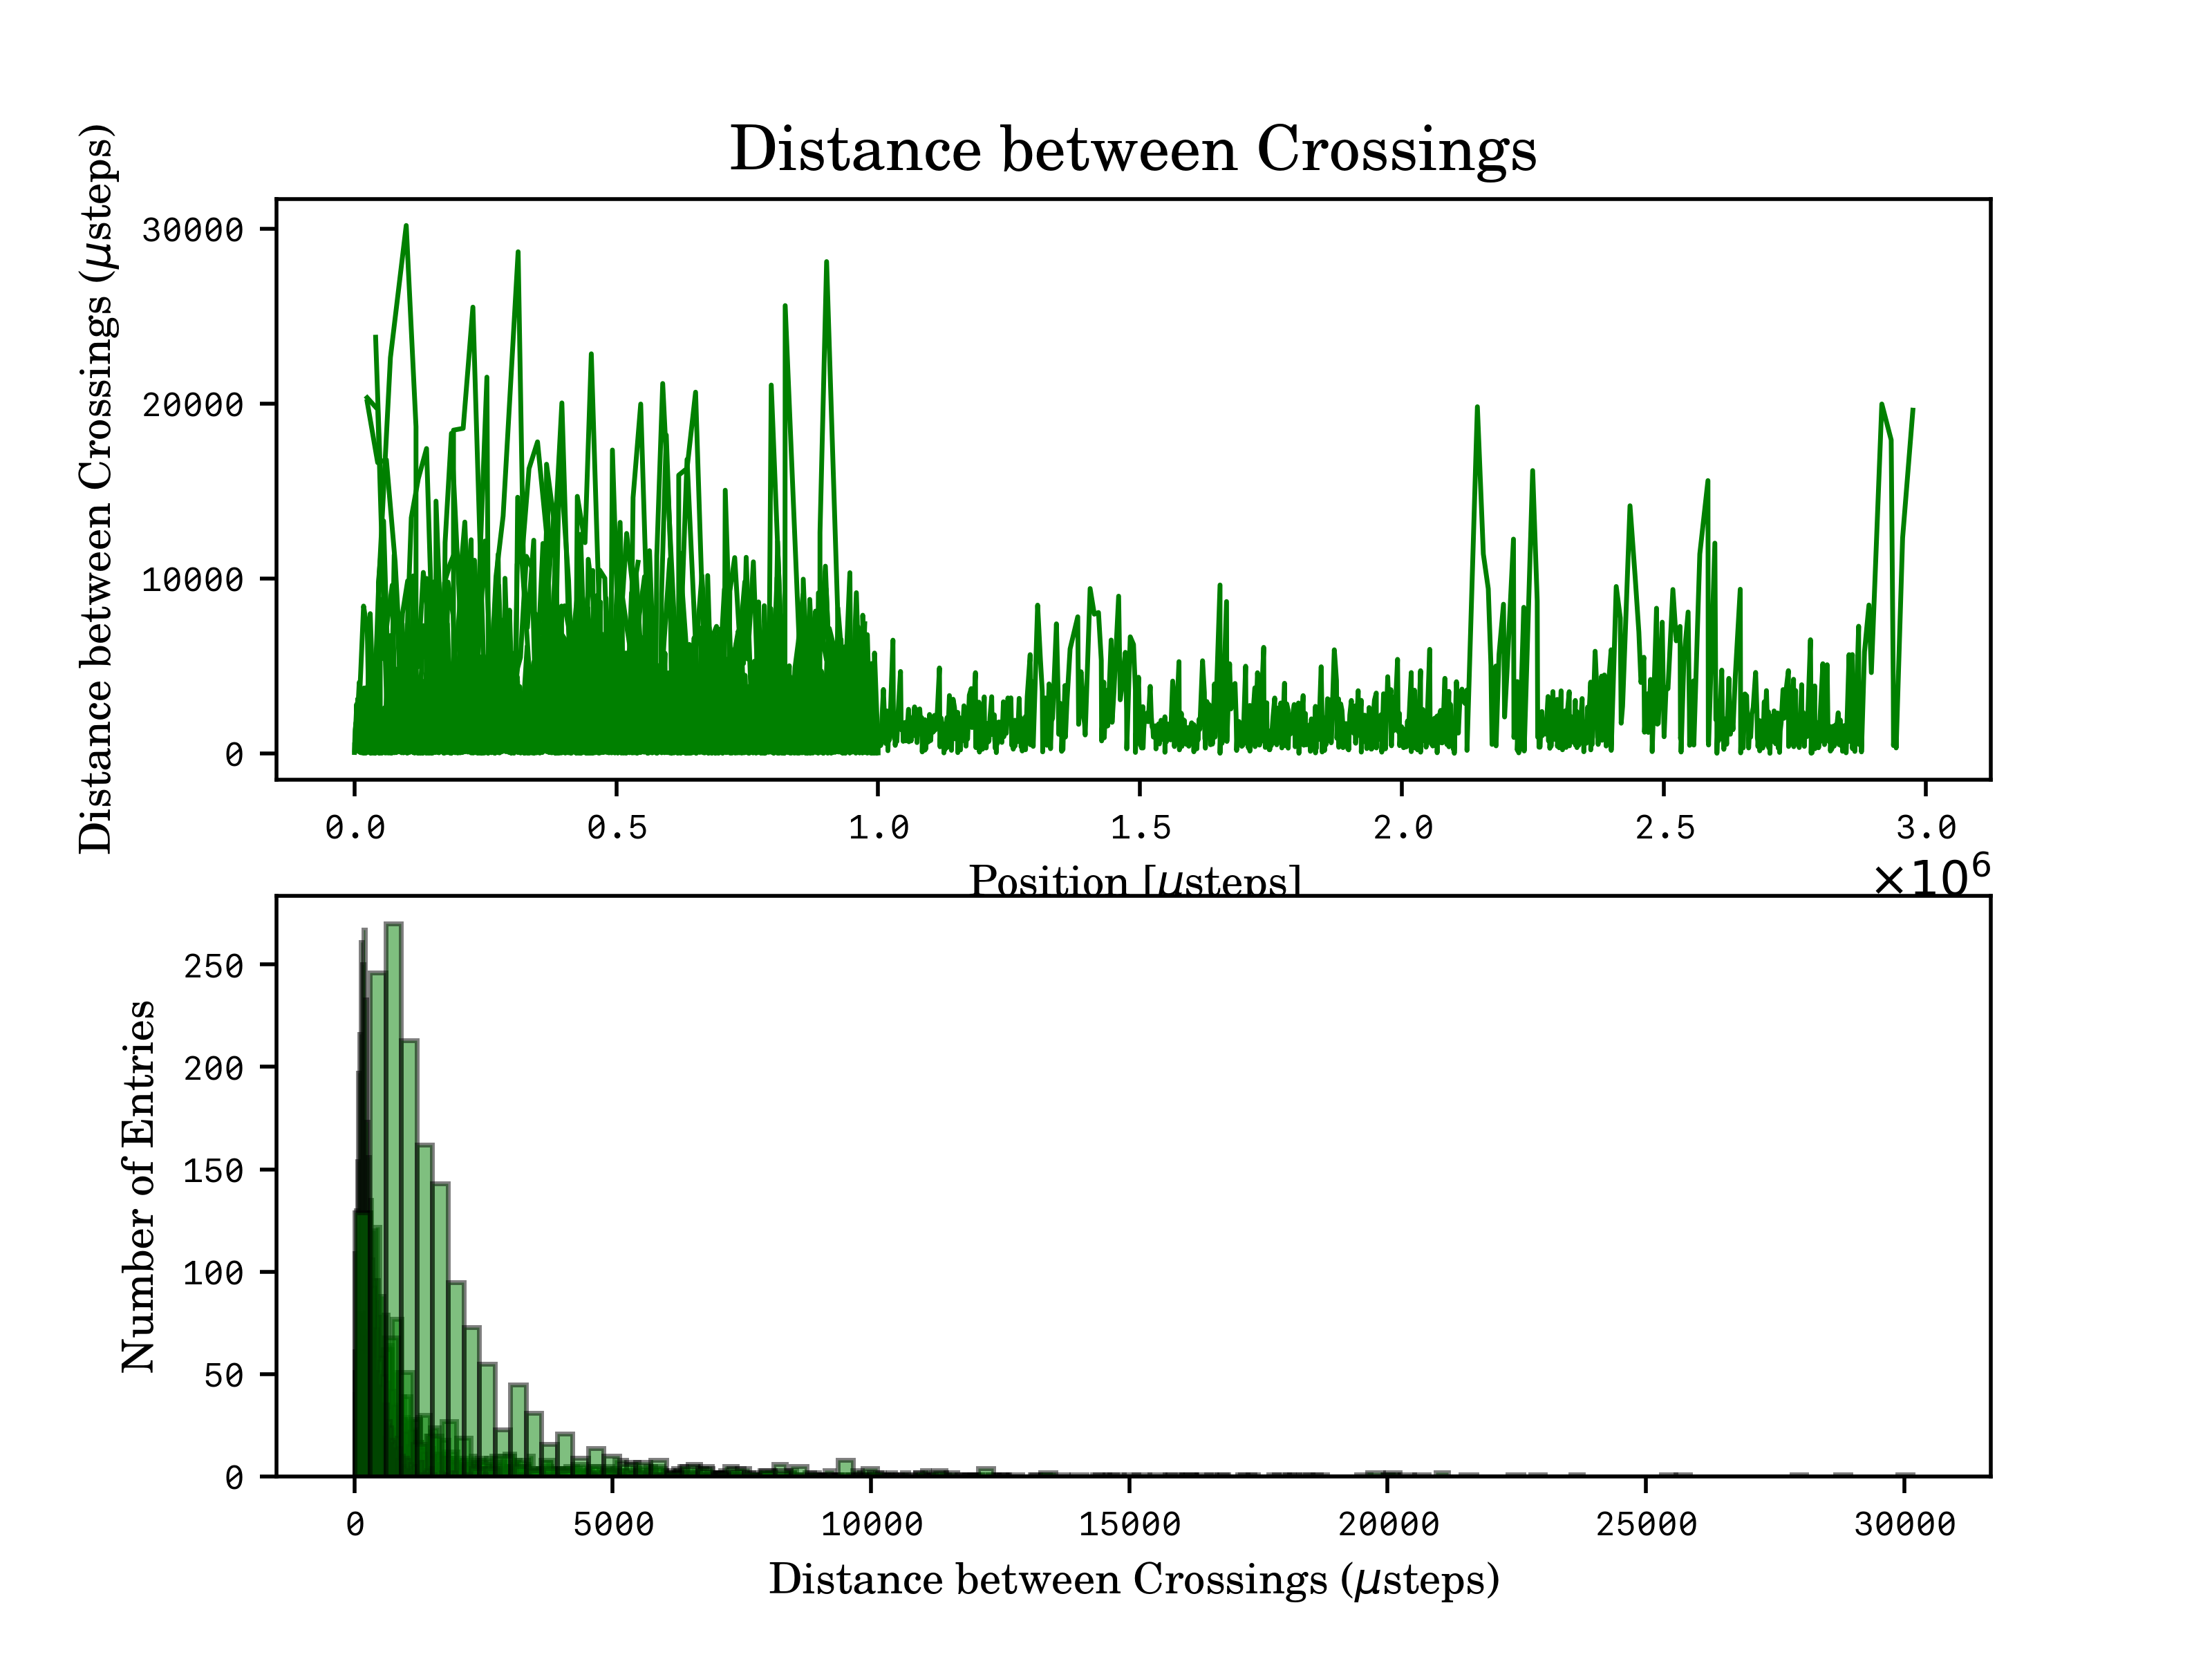 Distance between Crossings
Distance between Crossings (μsteps)
30000
20000
10000
0
0.0 0.5 1.0 1.5 2.0 2.5 3.0
Position [μsteps]
×10⁶
Number of Entries
250
200
150
100
50
0
0 5000 10000 15000 20000 25000 30000
Distance between Crossings (μsteps)